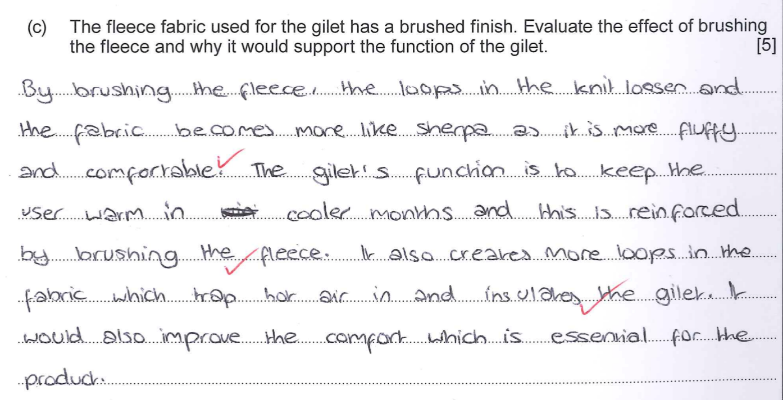 (c) The fleece fabric used for the gilet has a brushed finish. Evaluate the effect of brushing
the fleece and why it would support the function of the gilet. [5]
By brushing the fleece, the loops in the knit loosen and
the fabric becomes more like sherpa as it is more fluffy
and comfortable. The gilet's function is to keep the
user warm in cooler months and this is reinforced
by brushing the fleece. It also creates more loops in the
fabric which trap hot air in and insulates the gilet. It
would also improve the comfort which is essential for the
product.